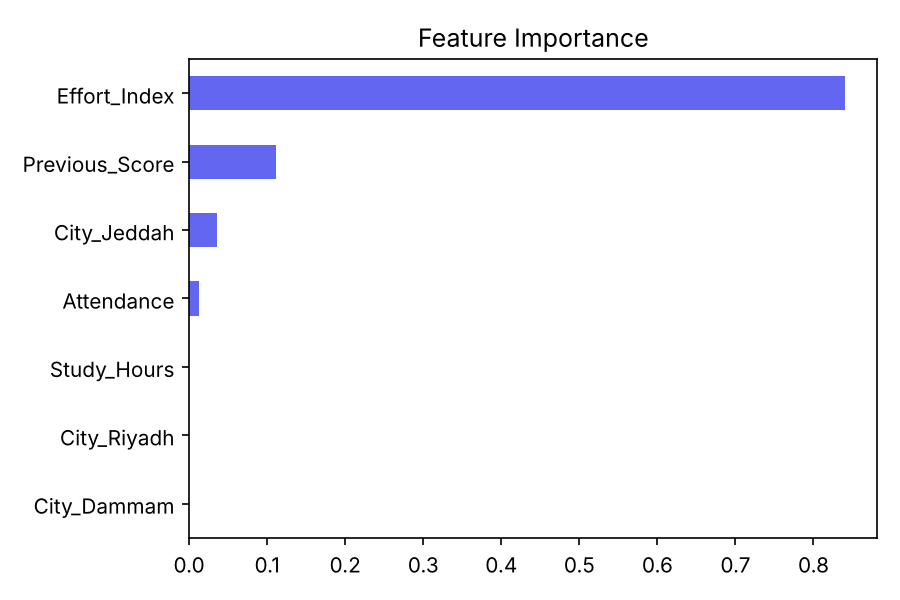 Feature Importance
Effort_Index
Previous_Score
City_Jeddah
Attendance
Study_Hours
City_Riyadh
City_Dammam
0.0 0.1 0.2 0.3 0.4 0.5 0.6 0.7 0.8